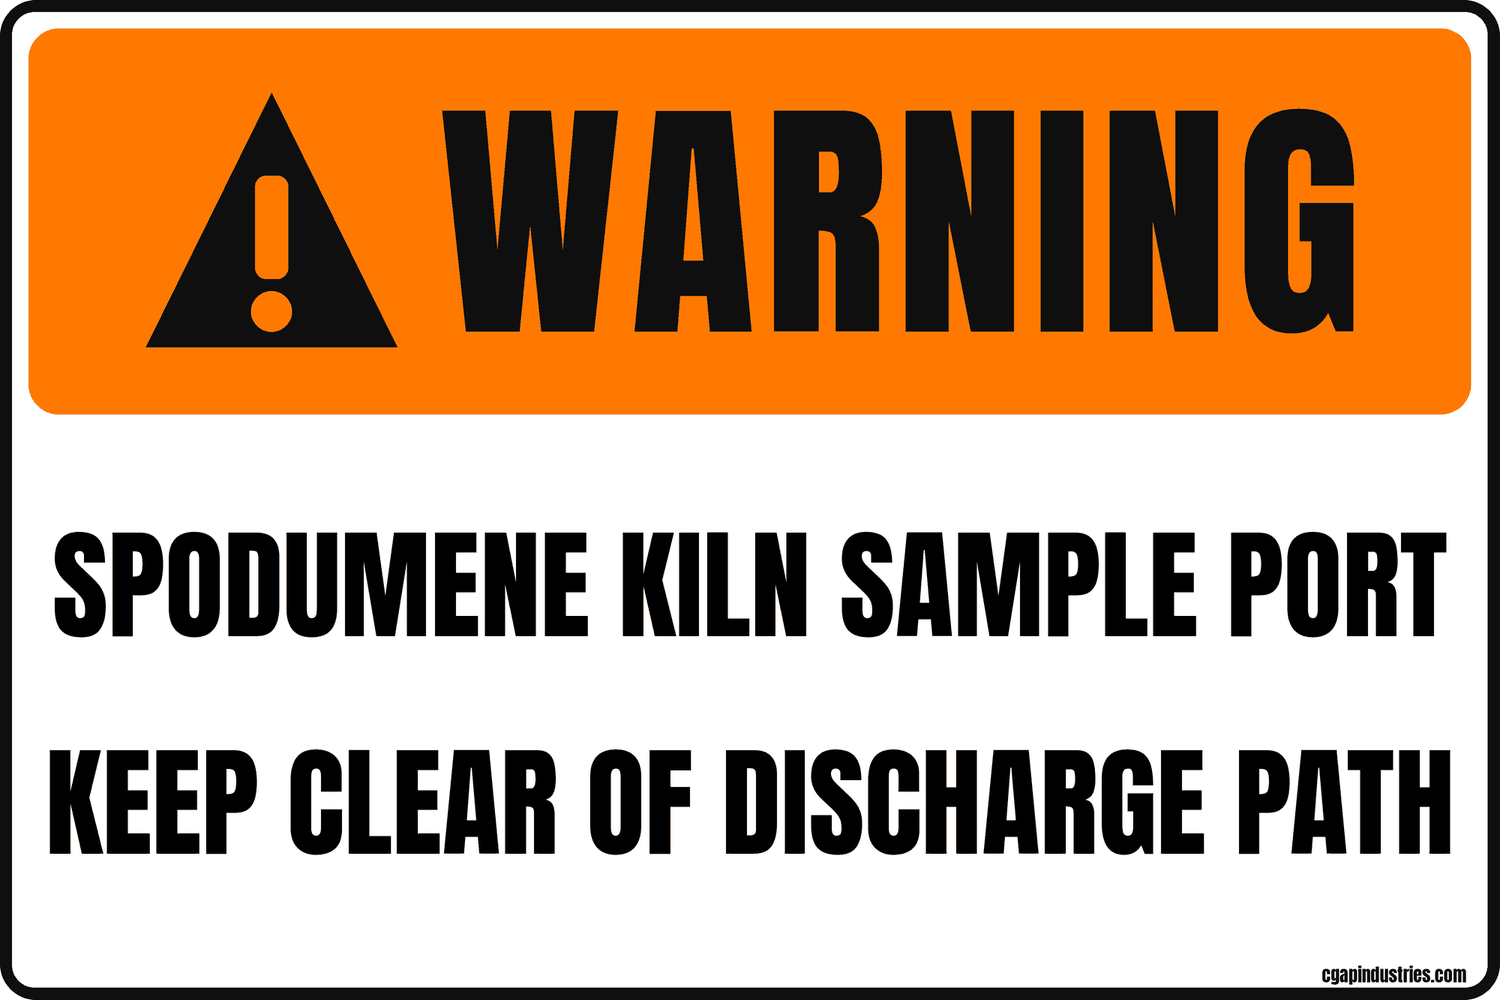 WARNING
SPODUMENE KILN SAMPLE PORT
KEEP CLEAR OF DISCHARGE PATH
cgapindustries.com